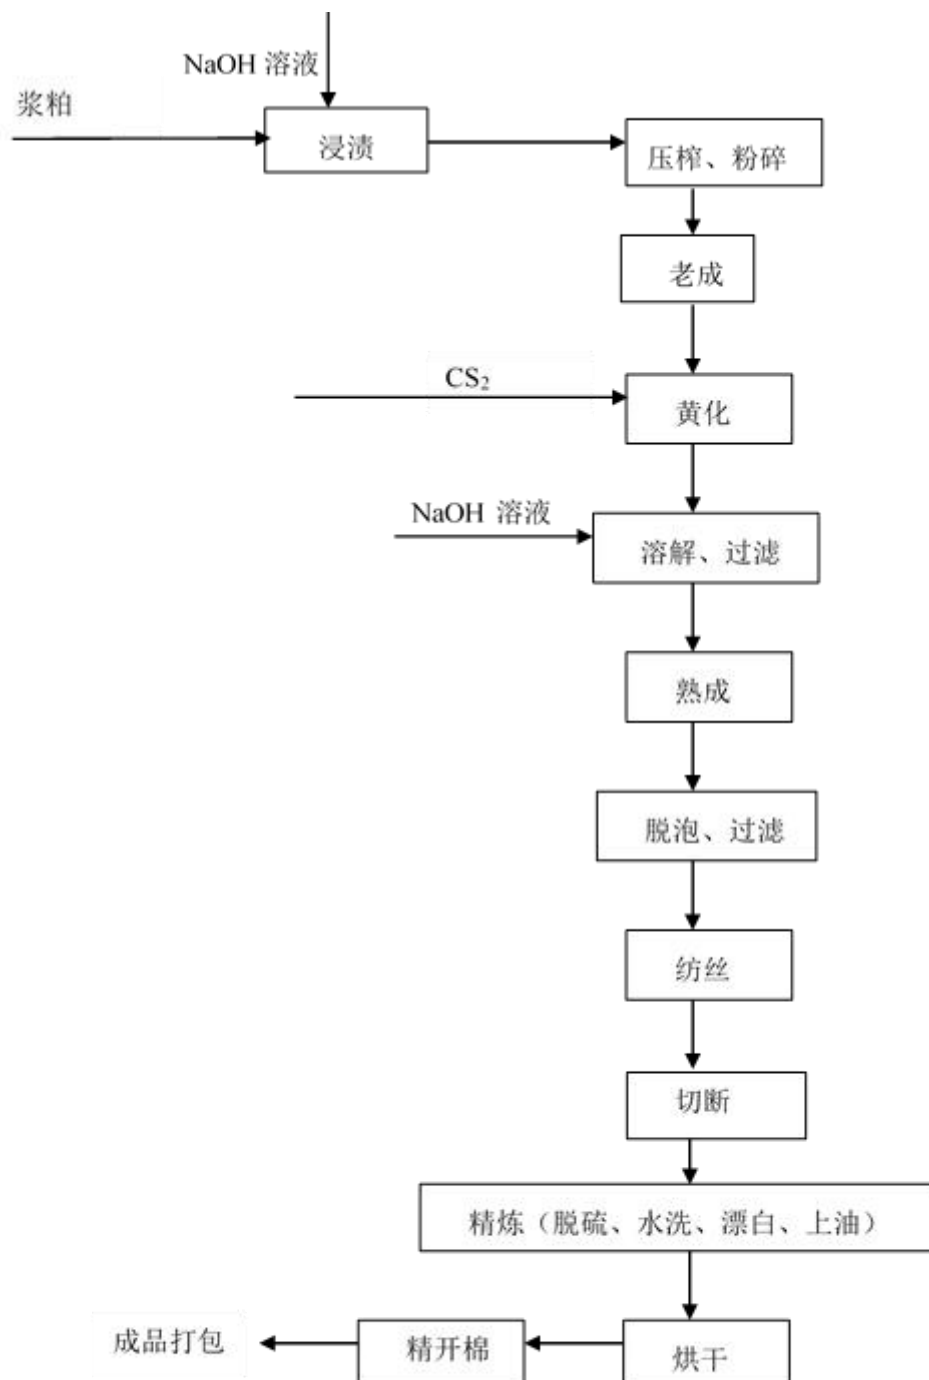 NaOH 溶液
浆粕
浸渍
压榨、粉碎
老成
CS₂
黄化
NaOH 溶液
溶解、过滤
熟成
脱泡、过滤
纺丝
切断
精炼（脱硫、水洗、漂白、上油）
成品打包
精开棉
烘干